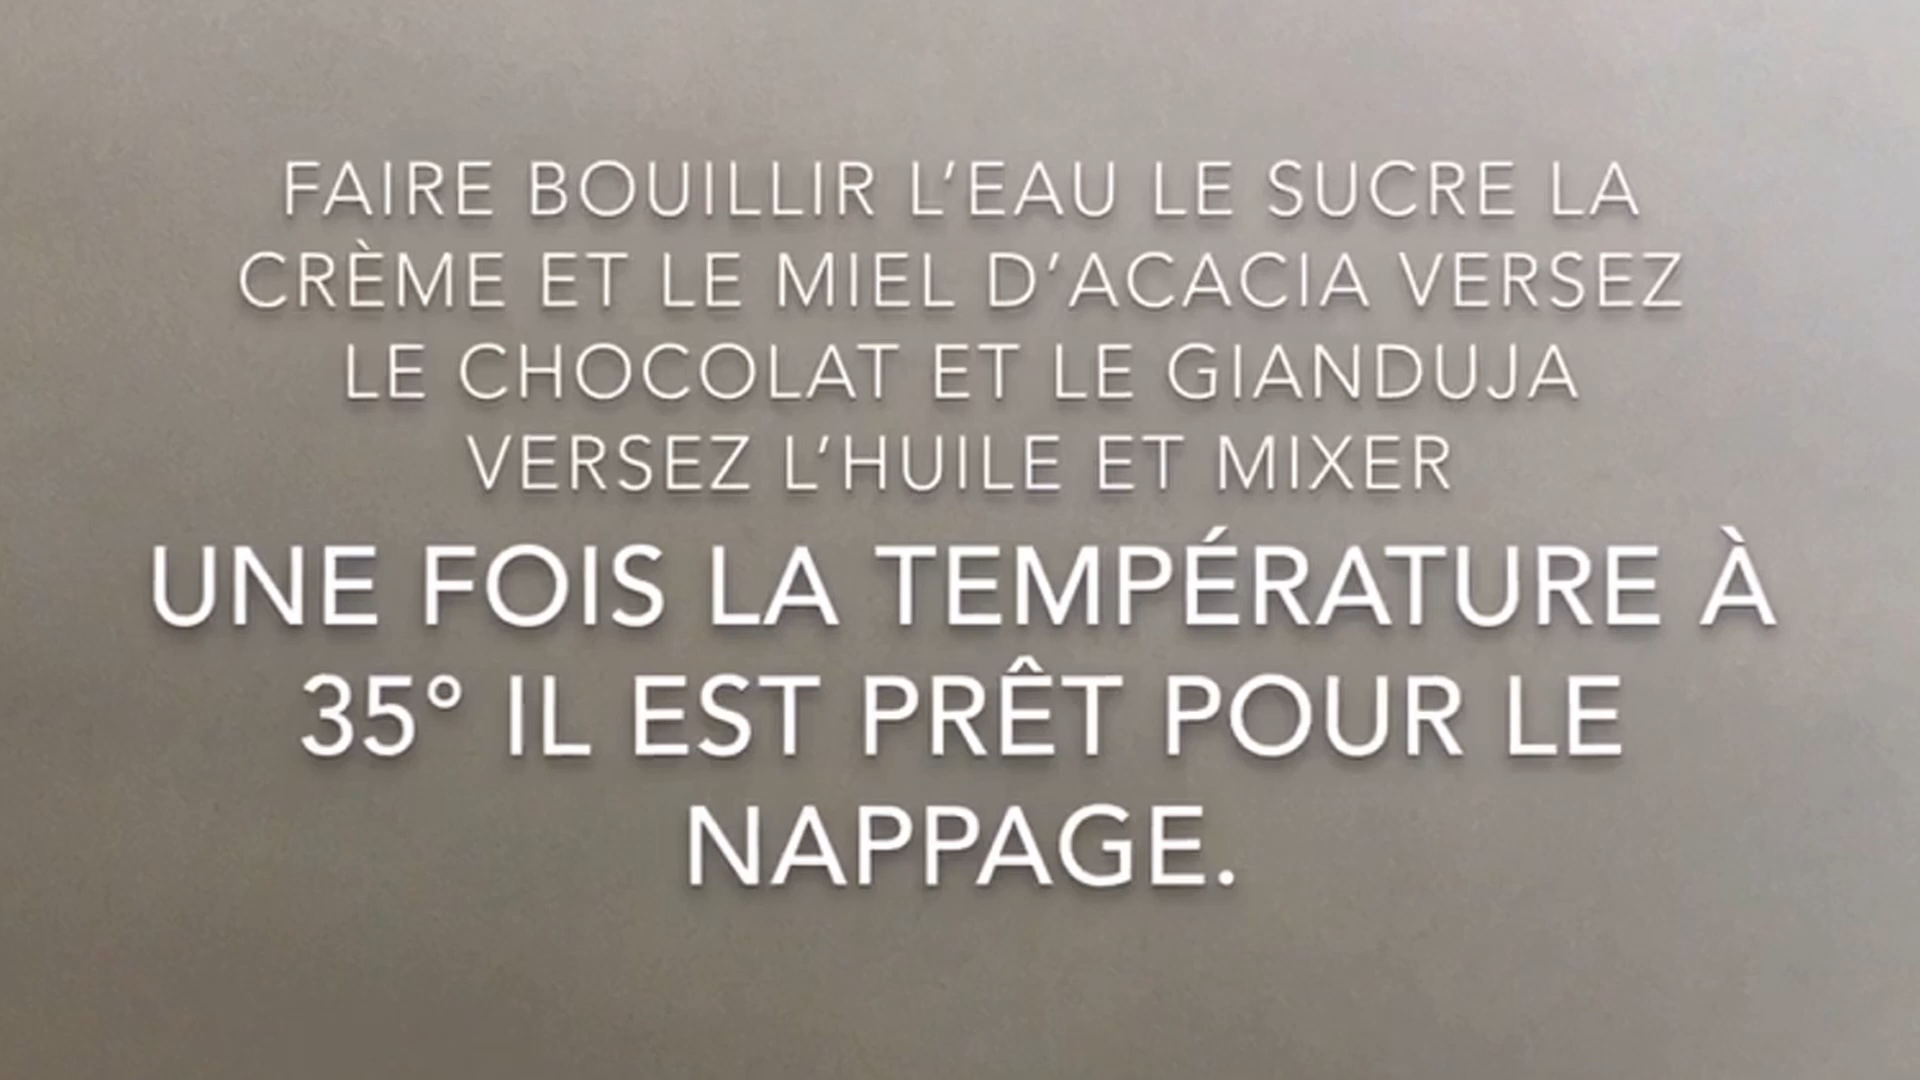 FAIRE BOUILLIR L'EAU LE SUCRE LA
CRÈME ET LE MIEL D'ACACIA VERSEZ
LE CHOCOLAT ET LE GIANDUJA
VERSEZ L'HUILE ET MIXER
UNE FOIS LA TEMPÉRATURE À
35° IL EST PRÊT POUR LE
NAPPAGE.